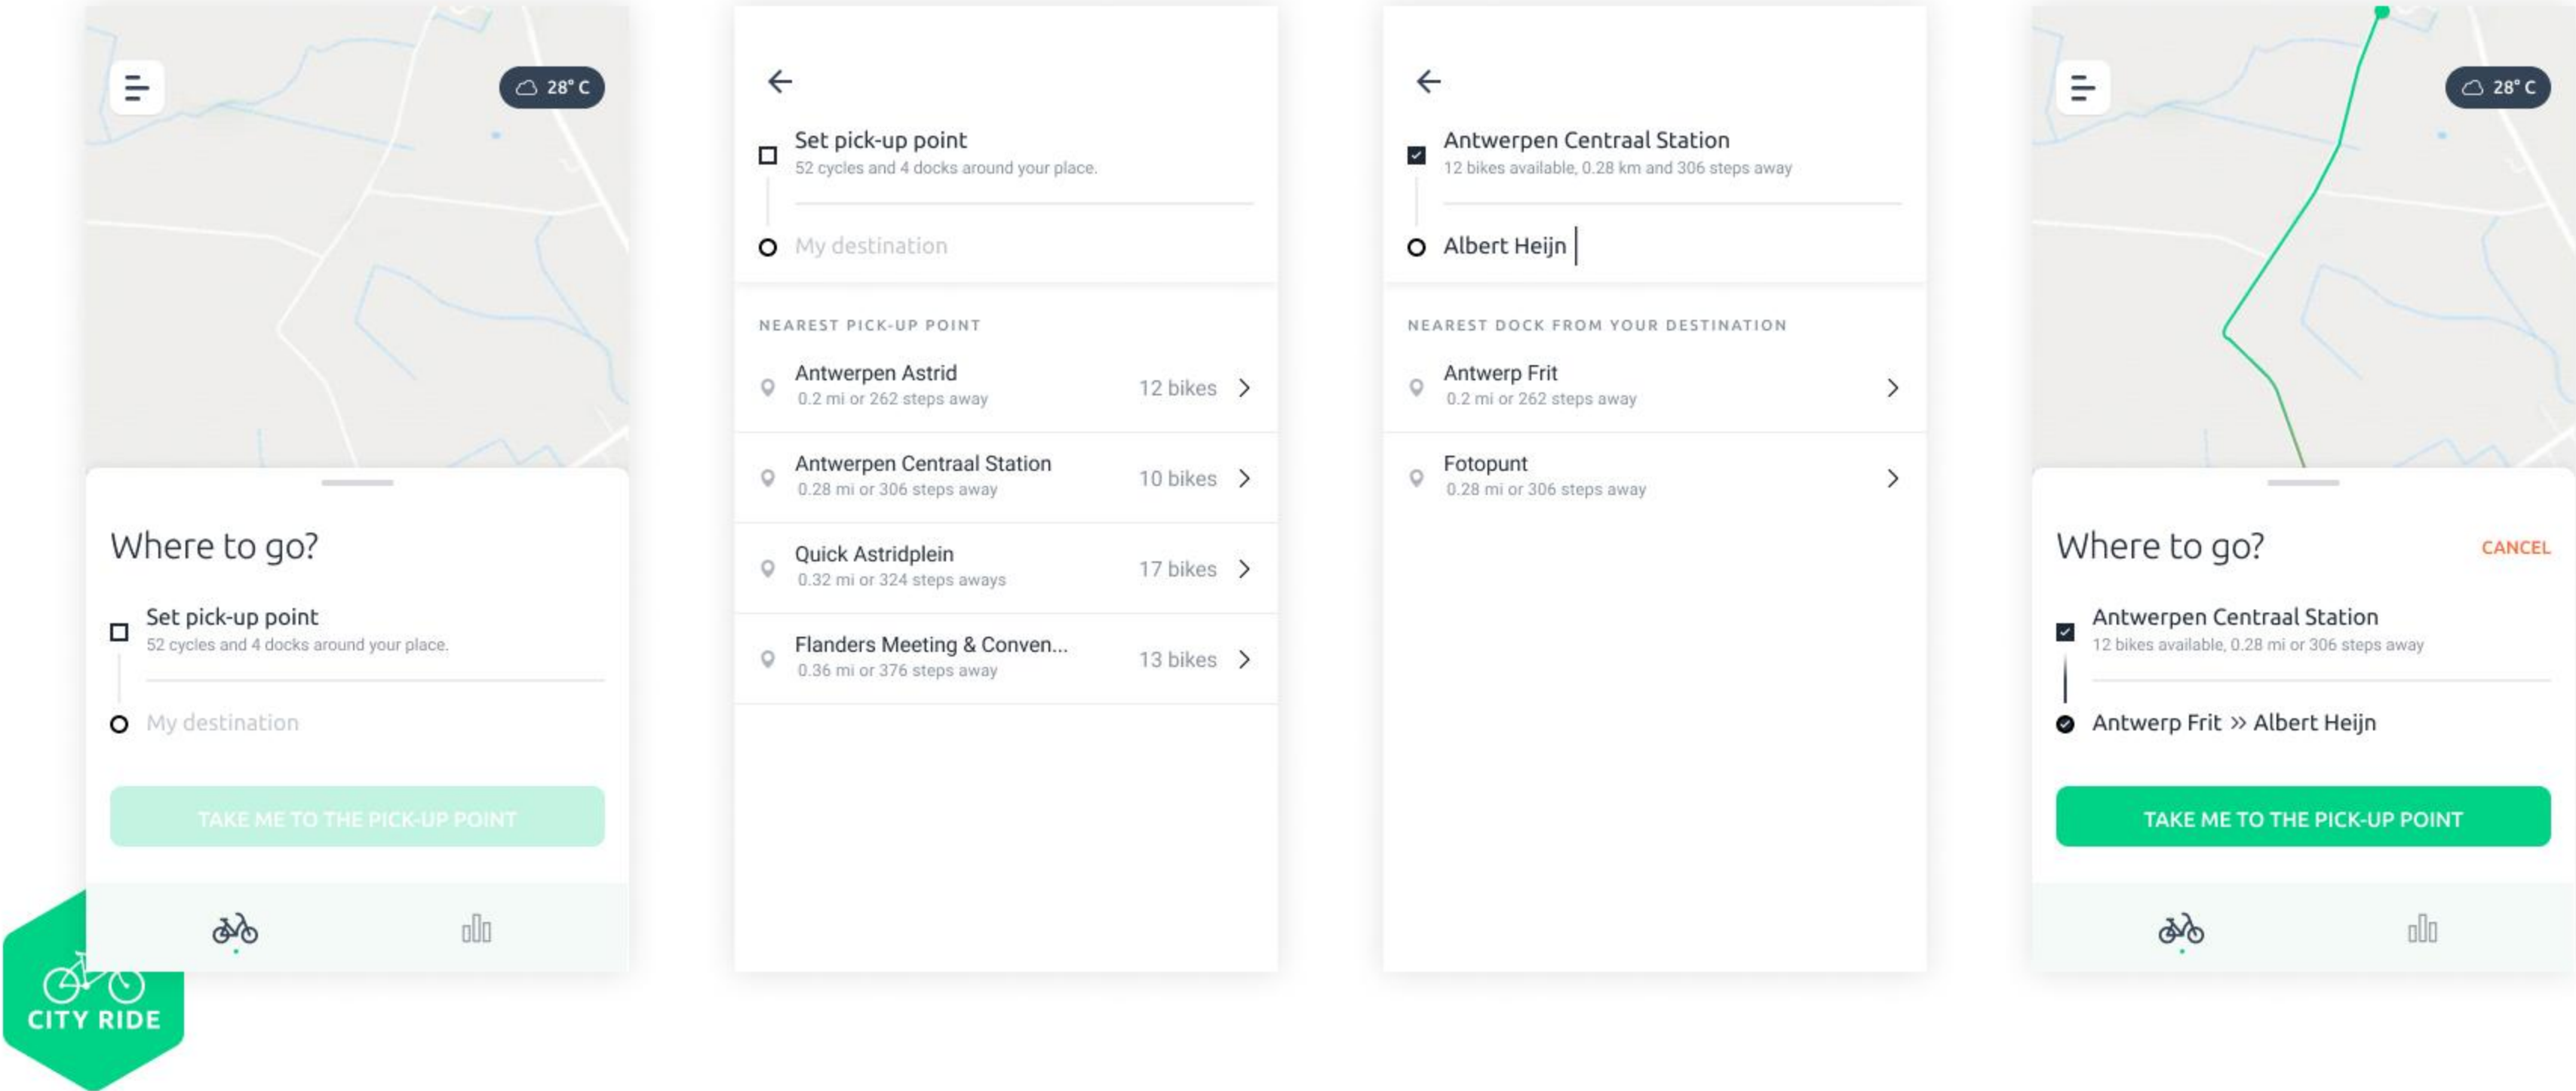 28° C
Where to go?
Set pick-up point
52 cycles and 4 docks around your place.
My destination
TAKE ME TO THE PICK-UP POINT
CITY RIDE
Set pick-up point
52 cycles and 4 docks around your place.
My destination
NEAREST PICK-UP POINT
Antwerpen Astrid
0.2 mi or 262 steps away
12 bikes
Antwerpen Centraal Station
0.28 mi or 306 steps away
10 bikes
Quick Astridplein
0.32 mi or 324 steps aways
17 bikes
Flanders Meeting & Conven...
0.36 mi or 376 steps away
13 bikes
Antwerpen Centraal Station
12 bikes available, 0.28 km and 306 steps away
Albert Heijn
NEAREST DOCK FROM YOUR DESTINATION
Antwerp Frit
0.2 mi or 262 steps away
Fotopunt
0.28 mi or 306 steps away
28° C
Where to go?
CANCEL
Antwerpen Centraal Station
12 bikes available, 0.28 mi or 306 steps away
Antwerp Frit » Albert Heijn
TAKE ME TO THE PICK-UP POINT